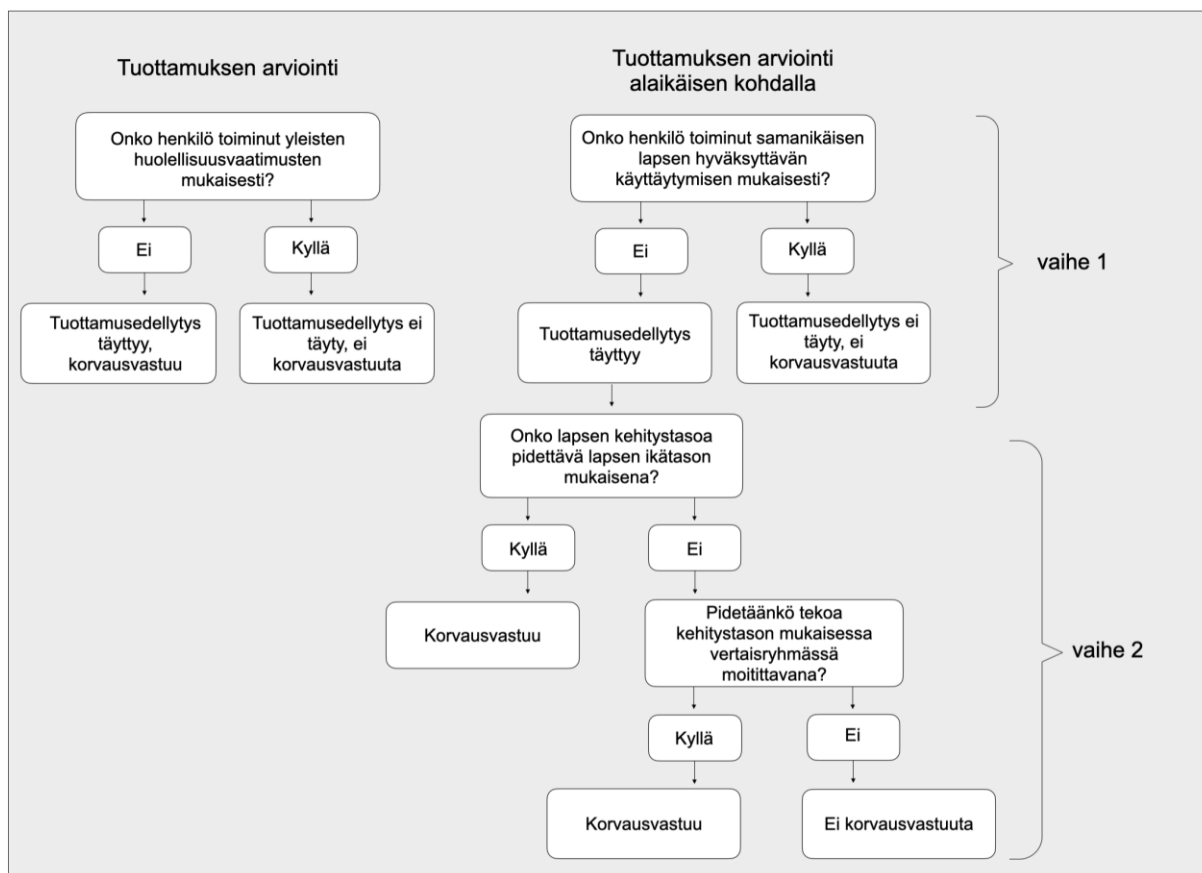 Tuottamuksen arviointi
Onko henkilö toiminut yleisten
huolellisuusvaatimusten
mukaisesti?
Ei
Kyllä
Tuottamusedellytys
täyttyy,
korvausvastuu
Tuottamusedellytys ei
täyty, ei
korvausvastuuta
Tuottamuksen arviointi
alaikäisen kohdalla
Onko henkilö toiminut samanikäisen
lapsen hyväksyttävän
käyttäytymisen mukaisesti?
Ei
Kyllä
Tuottamusedellytys
täyttyy
Tuottamusedellytys ei
täyty, ei
korvausvastuuta
vaihe 1
Onko lapsen kehitystasoa
pidettävä lapsen ikätason
mukaisena?
Kyllä
Ei
Korvausvastuu
Pidetäänkö tekoa
kehitystason mukaisessa
vertaisryhmässä
moitittavana?
Kyllä
Ei
Korvausvastuu
Ei korvausvastuuta
vaihe 2